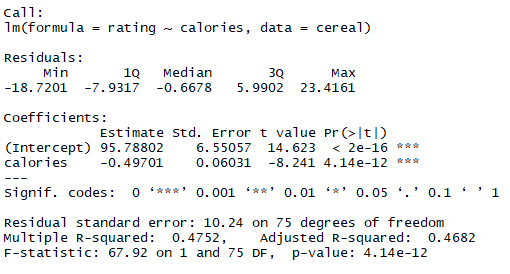 Call:
lm(formula = rating ~ calories, data = cereal)
Residuals:
Min 1Q Median 3Q Max
-18.7201 -7.9317 -0.6678 5.9902 23.4161
Coefficients:
Estimate Std. Error t value Pr(>|t|)
(Intercept) 95.78802 6.55057 14.623 < 2e-16 ***
calories -0.49701 0.06031 -8.241 4.14e-12 ***
---
Signif. codes: 0 ‘***’ 0.001 ‘**’ 0.01 ‘*’ 0.05 ‘.’ 0.1 ‘ ’ 1
Residual standard error: 10.24 on 75 degrees of freedom
Multiple R-squared: 0.4752, Adjusted R-squared: 0.4682
F-statistic: 67.92 on 1 and 75 DF, p-value: 4.14e-12